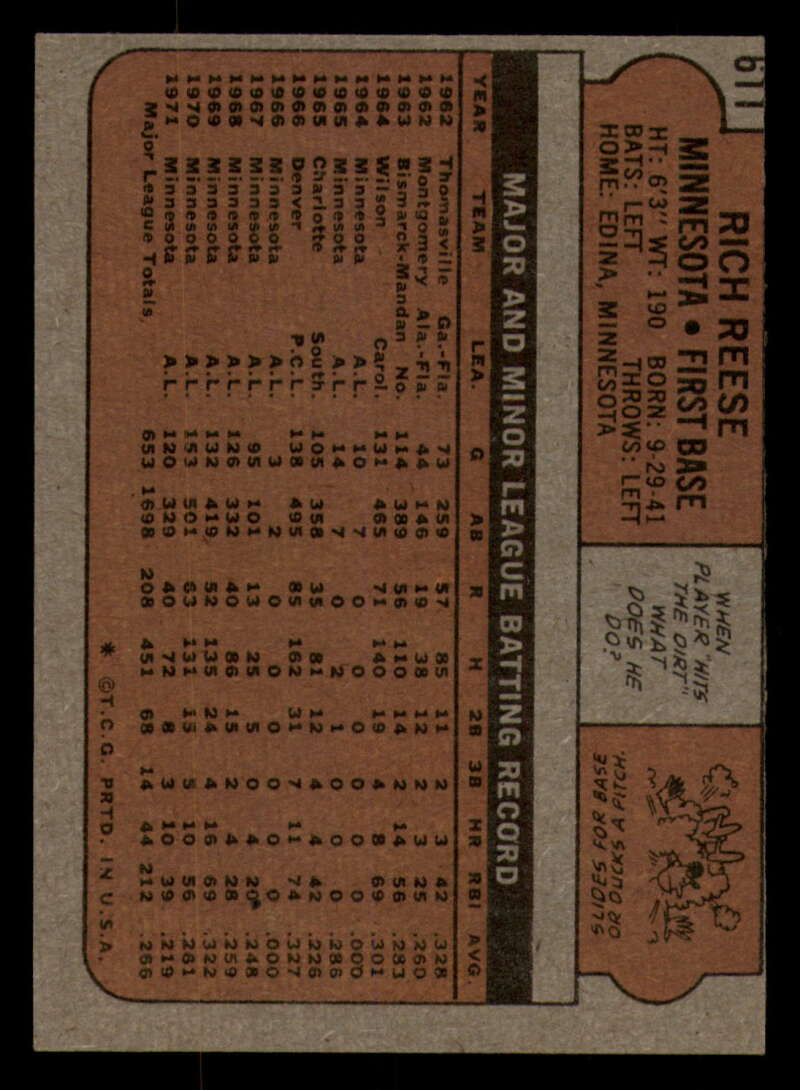 611
RICH REESE
MINNESOTA • FIRST BASE
HT: 6'3" WT: 190 BORN: 9-29-41
BATS: LEFT THROWS: LEFT
HOME: EDINA, MINNESOTA
WHEN
PLAYER "HITS
THE DIRT"
WHAT
DOES HE
DO?
SLIDES FOR BASE
OR DUCKS A PITCH.
MAJOR AND MINOR LEAGUE BATTING RECORD
YEAR TEAM LEA. G AB R H 2B 3B HR RBI AVG.
1962 Thomasville Ga.-Fla. 73 259 57 85 11 2 3 42 .328
1962 Montgomery Ala.-Fla. 44 146 19 38 12 2 3 25 .260
1963 Bismarck-Mandan No. 114 389 56 110 14 2 14 56 .283
1964 Wilson Carol. 131 465 71 140 19 4 8 69 .301
1964 Minnesota A.L. 10 7 0 0 0 0 0 0 .000
1965 Minnesota A.L. 14 7 0 2 1 0 0 0 .286
1965 Charlotte South. 105 358 35 81 12 4 4 42 .226
1966 Denver P.C.L. 138 495 85 162 31 7 11 74 .327
1966 Minnesota A.L. 3 2 0 0 0 0 0 0 .000
1967 Minnesota A.L. 95 101 13 25 5 0 4 20 .248
1968 Minnesota A.L. 126 332 40 86 15 2 4 28 .259
1969 Minnesota A.L. 132 419 52 135 24 4 16 69 .322
1970 Minnesota A.L. 153 501 63 131 15 5 10 56 .261
1971 Minnesota A.L. 120 329 40 72 8 3 10 39 .219
Major League Totals 653 1698 208 451 68 14 44 212 .266
* ©T.C.G. PRTD. IN U.S.A.